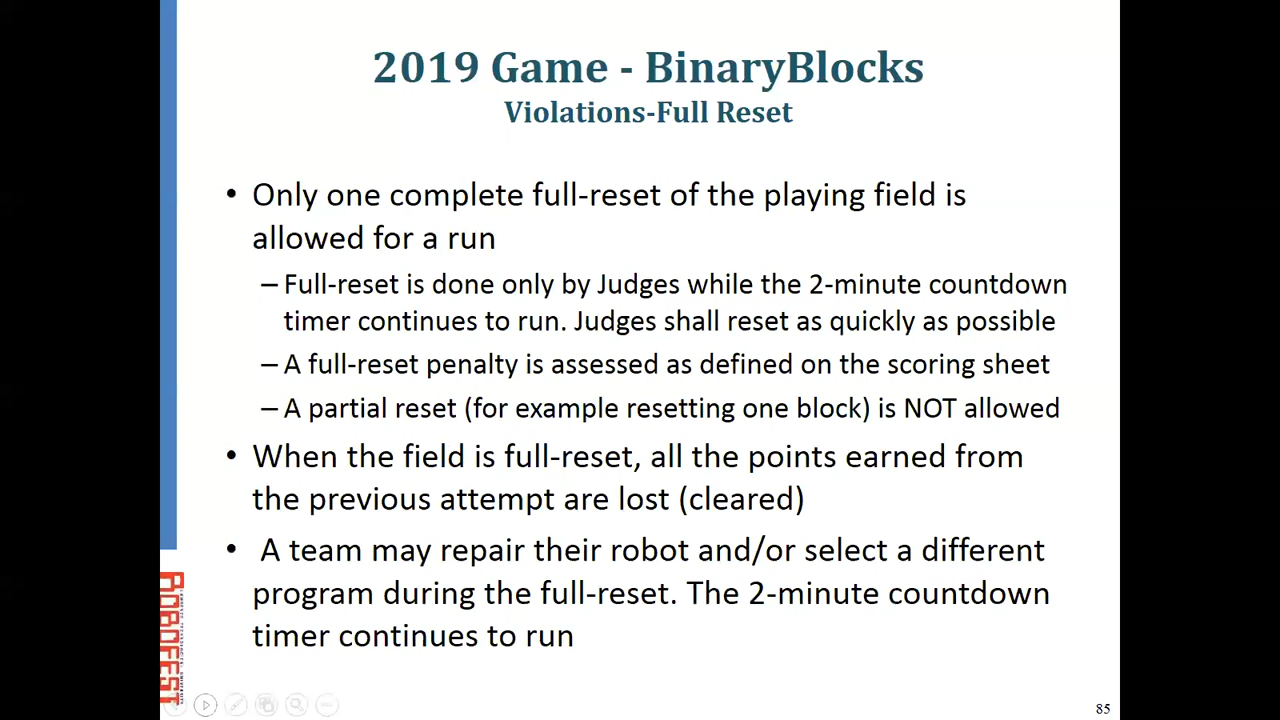 2019 Game - BinaryBlocks
Violations-Full Reset
• Only one complete full-reset of the playing field is
allowed for a run
– Full-reset is done only by Judges while the 2-minute countdown
timer continues to run. Judges shall reset as quickly as possible
– A full-reset penalty is assessed as defined on the scoring sheet
– A partial reset (for example resetting one block) is NOT allowed
• When the field is full-reset, all the points earned from
the previous attempt are lost (cleared)
• A team may repair their robot and/or select a different
program during the full-reset. The 2-minute countdown
timer continues to run
ROBOFEST
85